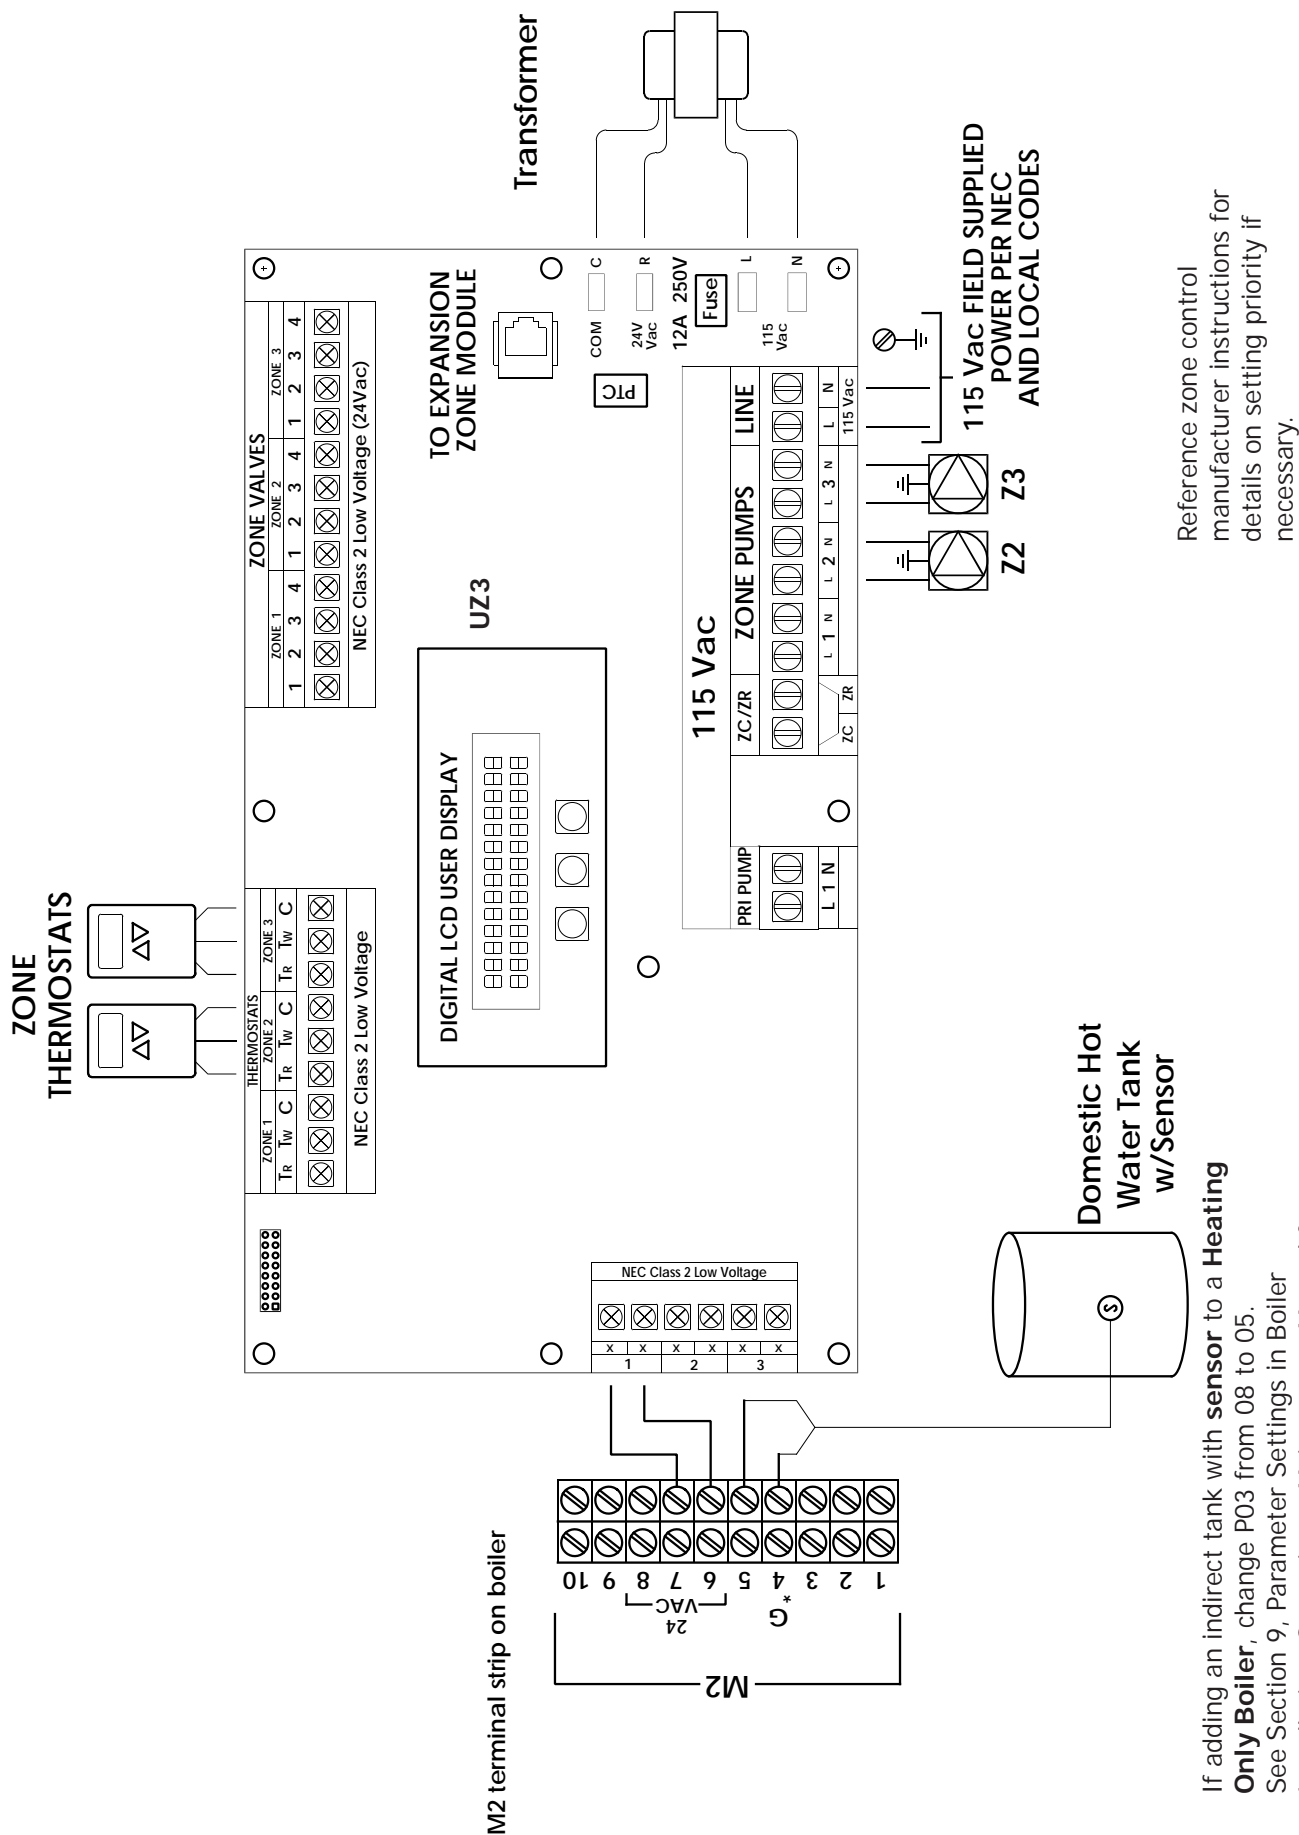 ZONE
THERMOSTATS
Transformer
THERMOSTATS
ZONE 1
ZONE 2
ZONE 3
TR TW C TR TW C TR TW C
NEC Class 2 Low Voltage
ZONE VALVES
ZONE 1
ZONE 2
ZONE 3
1 2 3 4 1 2 3 4 1 2 3 4
NEC Class 2 Low Voltage (24Vac)
TO EXPANSION
ZONE MODULE
DIGITAL LCD USER DISPLAY
UZ3
COM
C
24V
Vac
R
PTC
12A 250V
Fuse
L
115
Vac
N
NEC Class 2 Low Voltage
x x x x x x
1 2 3
115 Vac
PRI PUMP
ZC/ZR
ZONE PUMPS
LINE
L 1 N
ZC ZR
L 1 N L 2 N L 3 N
L N
115 Vac
M2 terminal strip on boiler
10 9 8 7 6 5 4 3 2 1
24
VAC
G*
M2
Z2
Z3
115 Vac FIELD SUPPLIED
POWER PER NEC
AND LOCAL CODES
S
Domestic Hot
Water Tank
w/Sensor
Reference zone control
manufacturer instructions for
details on setting priority if
necessary.
If adding an indirect tank with sensor to a Heating
Only Boiler, change P03 from 08 to 05.
See Section 9, Parameter Settings in Boiler